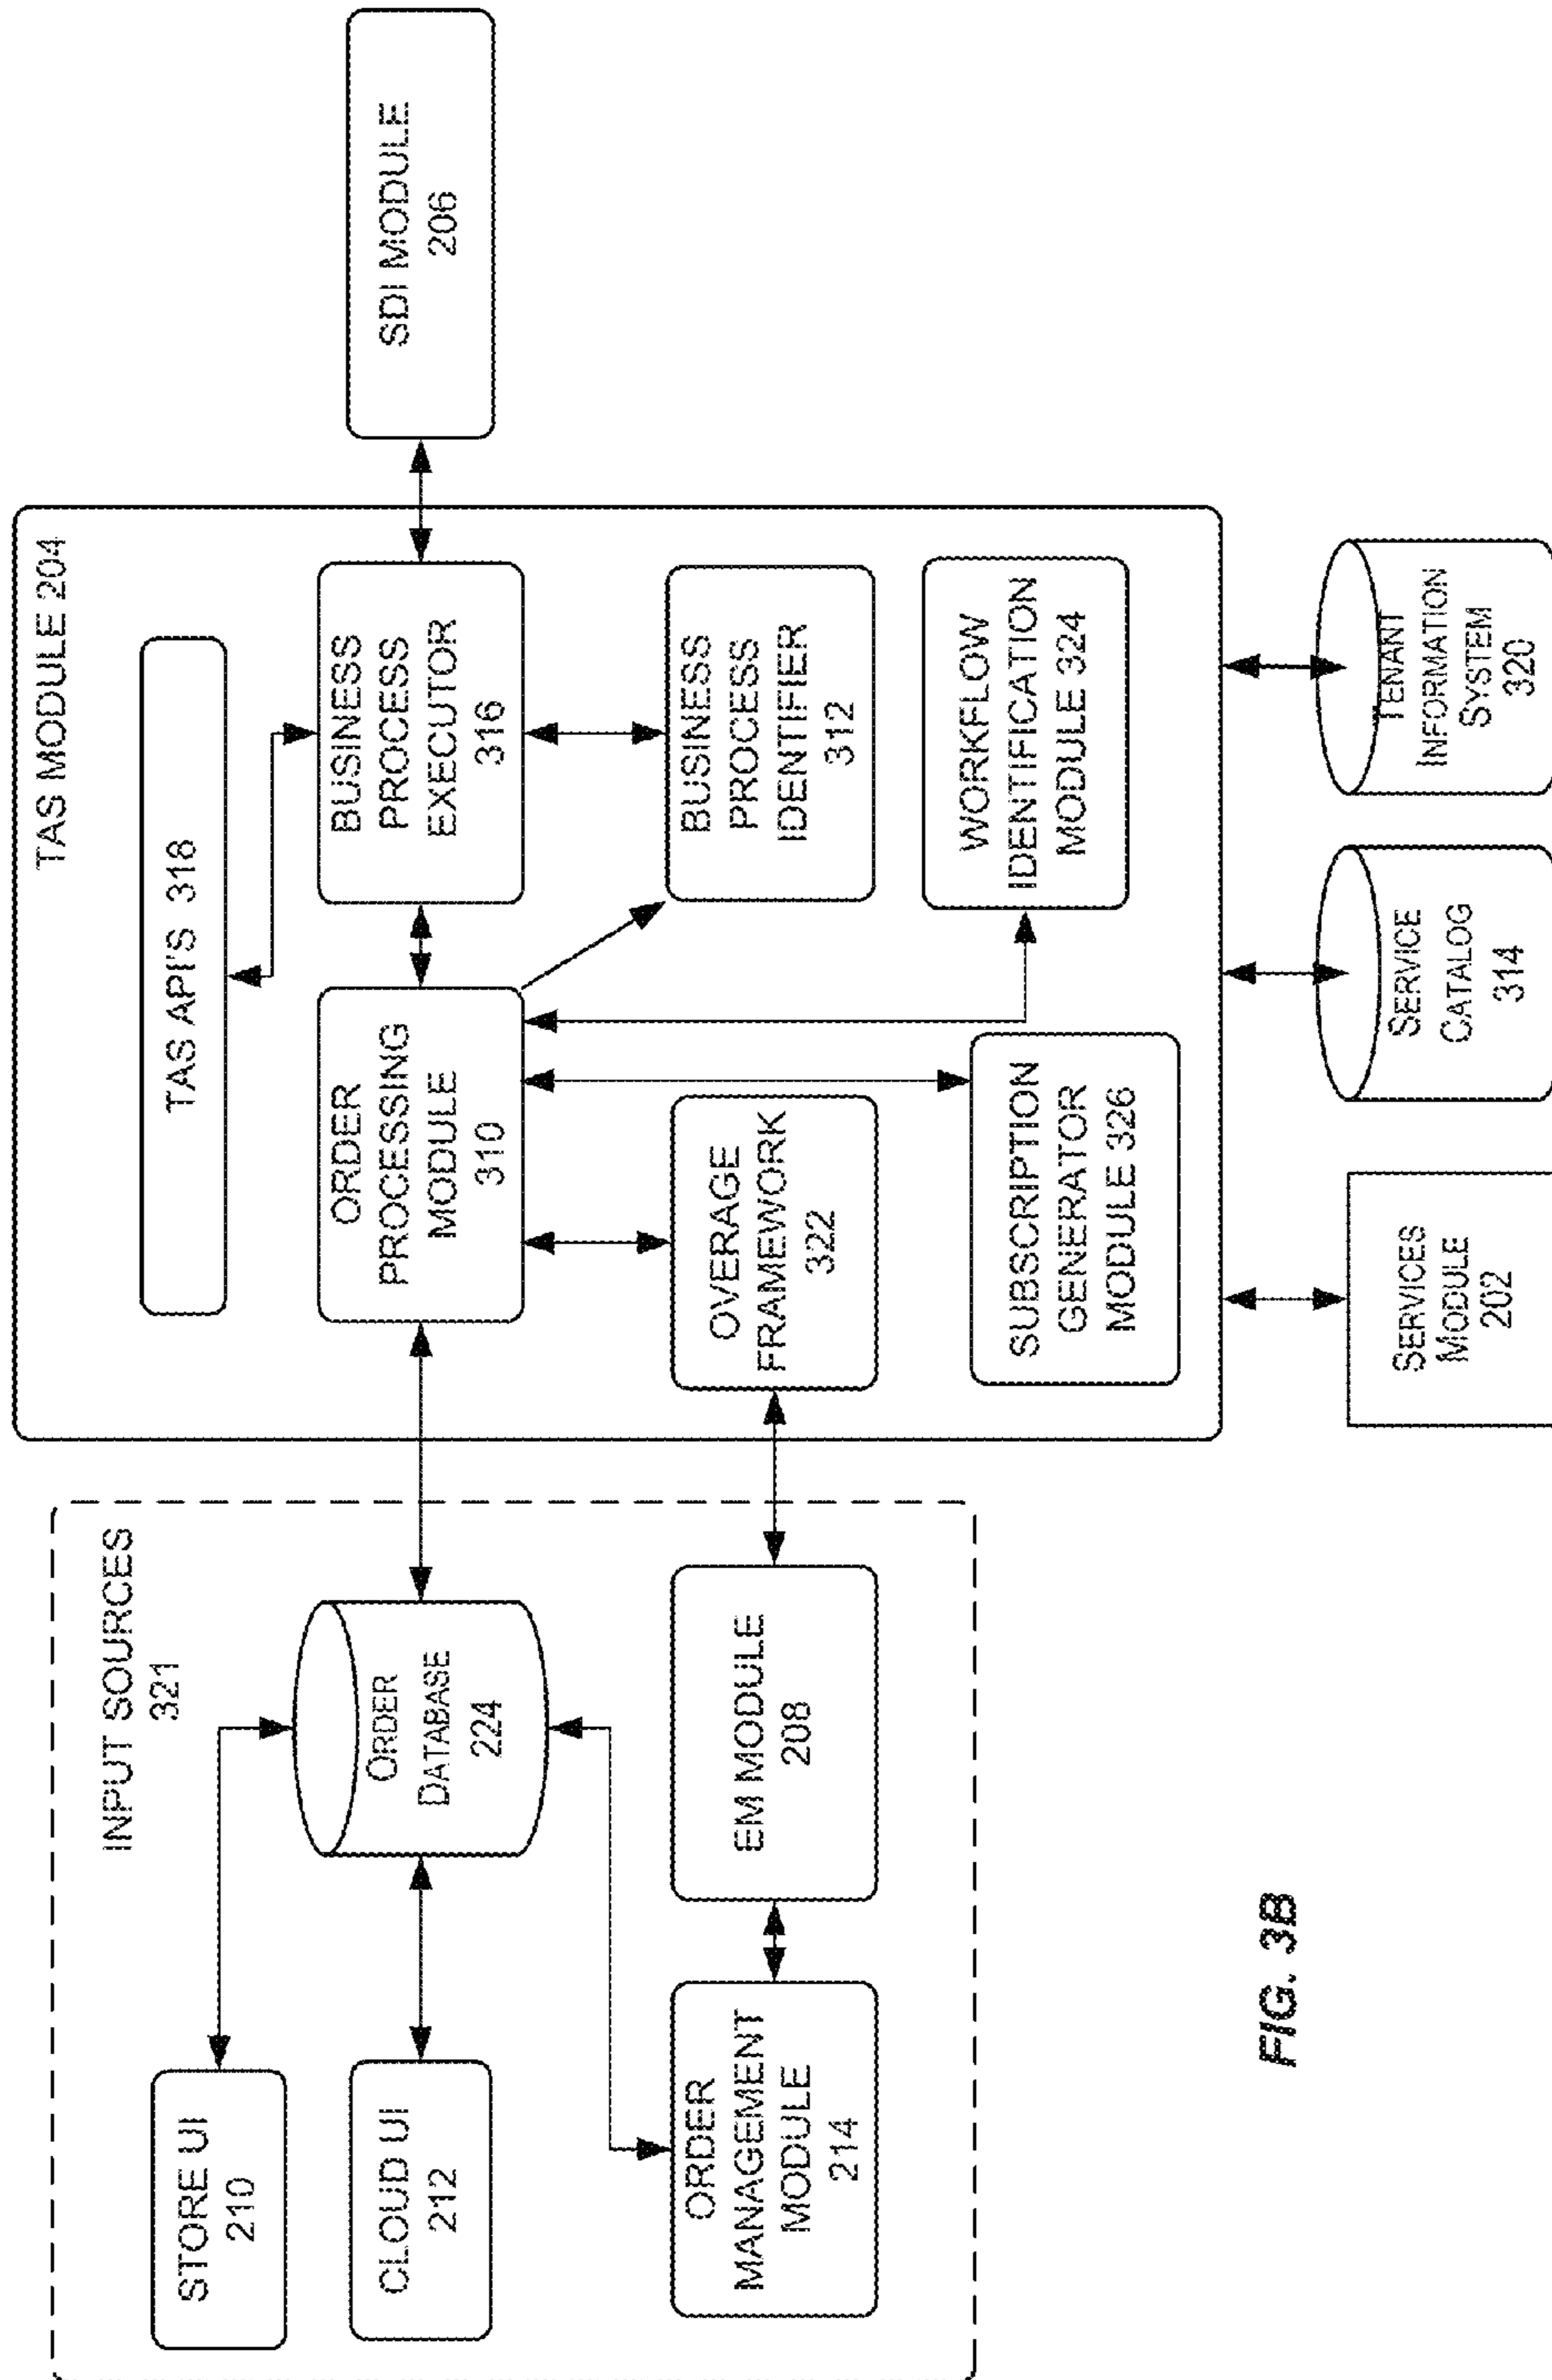 INPUT SOURCES
321
STORE UI
210
CLOUD UI
212
ORDER
DATABASE
224
ORDER
MANAGEMENT
MODULE
214
EM MODULE
208
TAS MODULE 204
TAS API'S 318
ORDER
PROCESSING
MODULE
310
BUSINESS
PROCESS
EXECUTOR
316
OVERAGE
FRAMEWORK
322
BUSINESS
PROCESS
IDENTIFIER
312
SUBSCRIPTION
GENERATOR
MODULE 326
WORKFLOW
IDENTIFICATION
MODULE 324
SDI MODULE
206
SERVICES
MODULE
202
SERVICE
CATALOG
314
TENANT
INFORMATION
SYSTEM
320
FIG. 3B